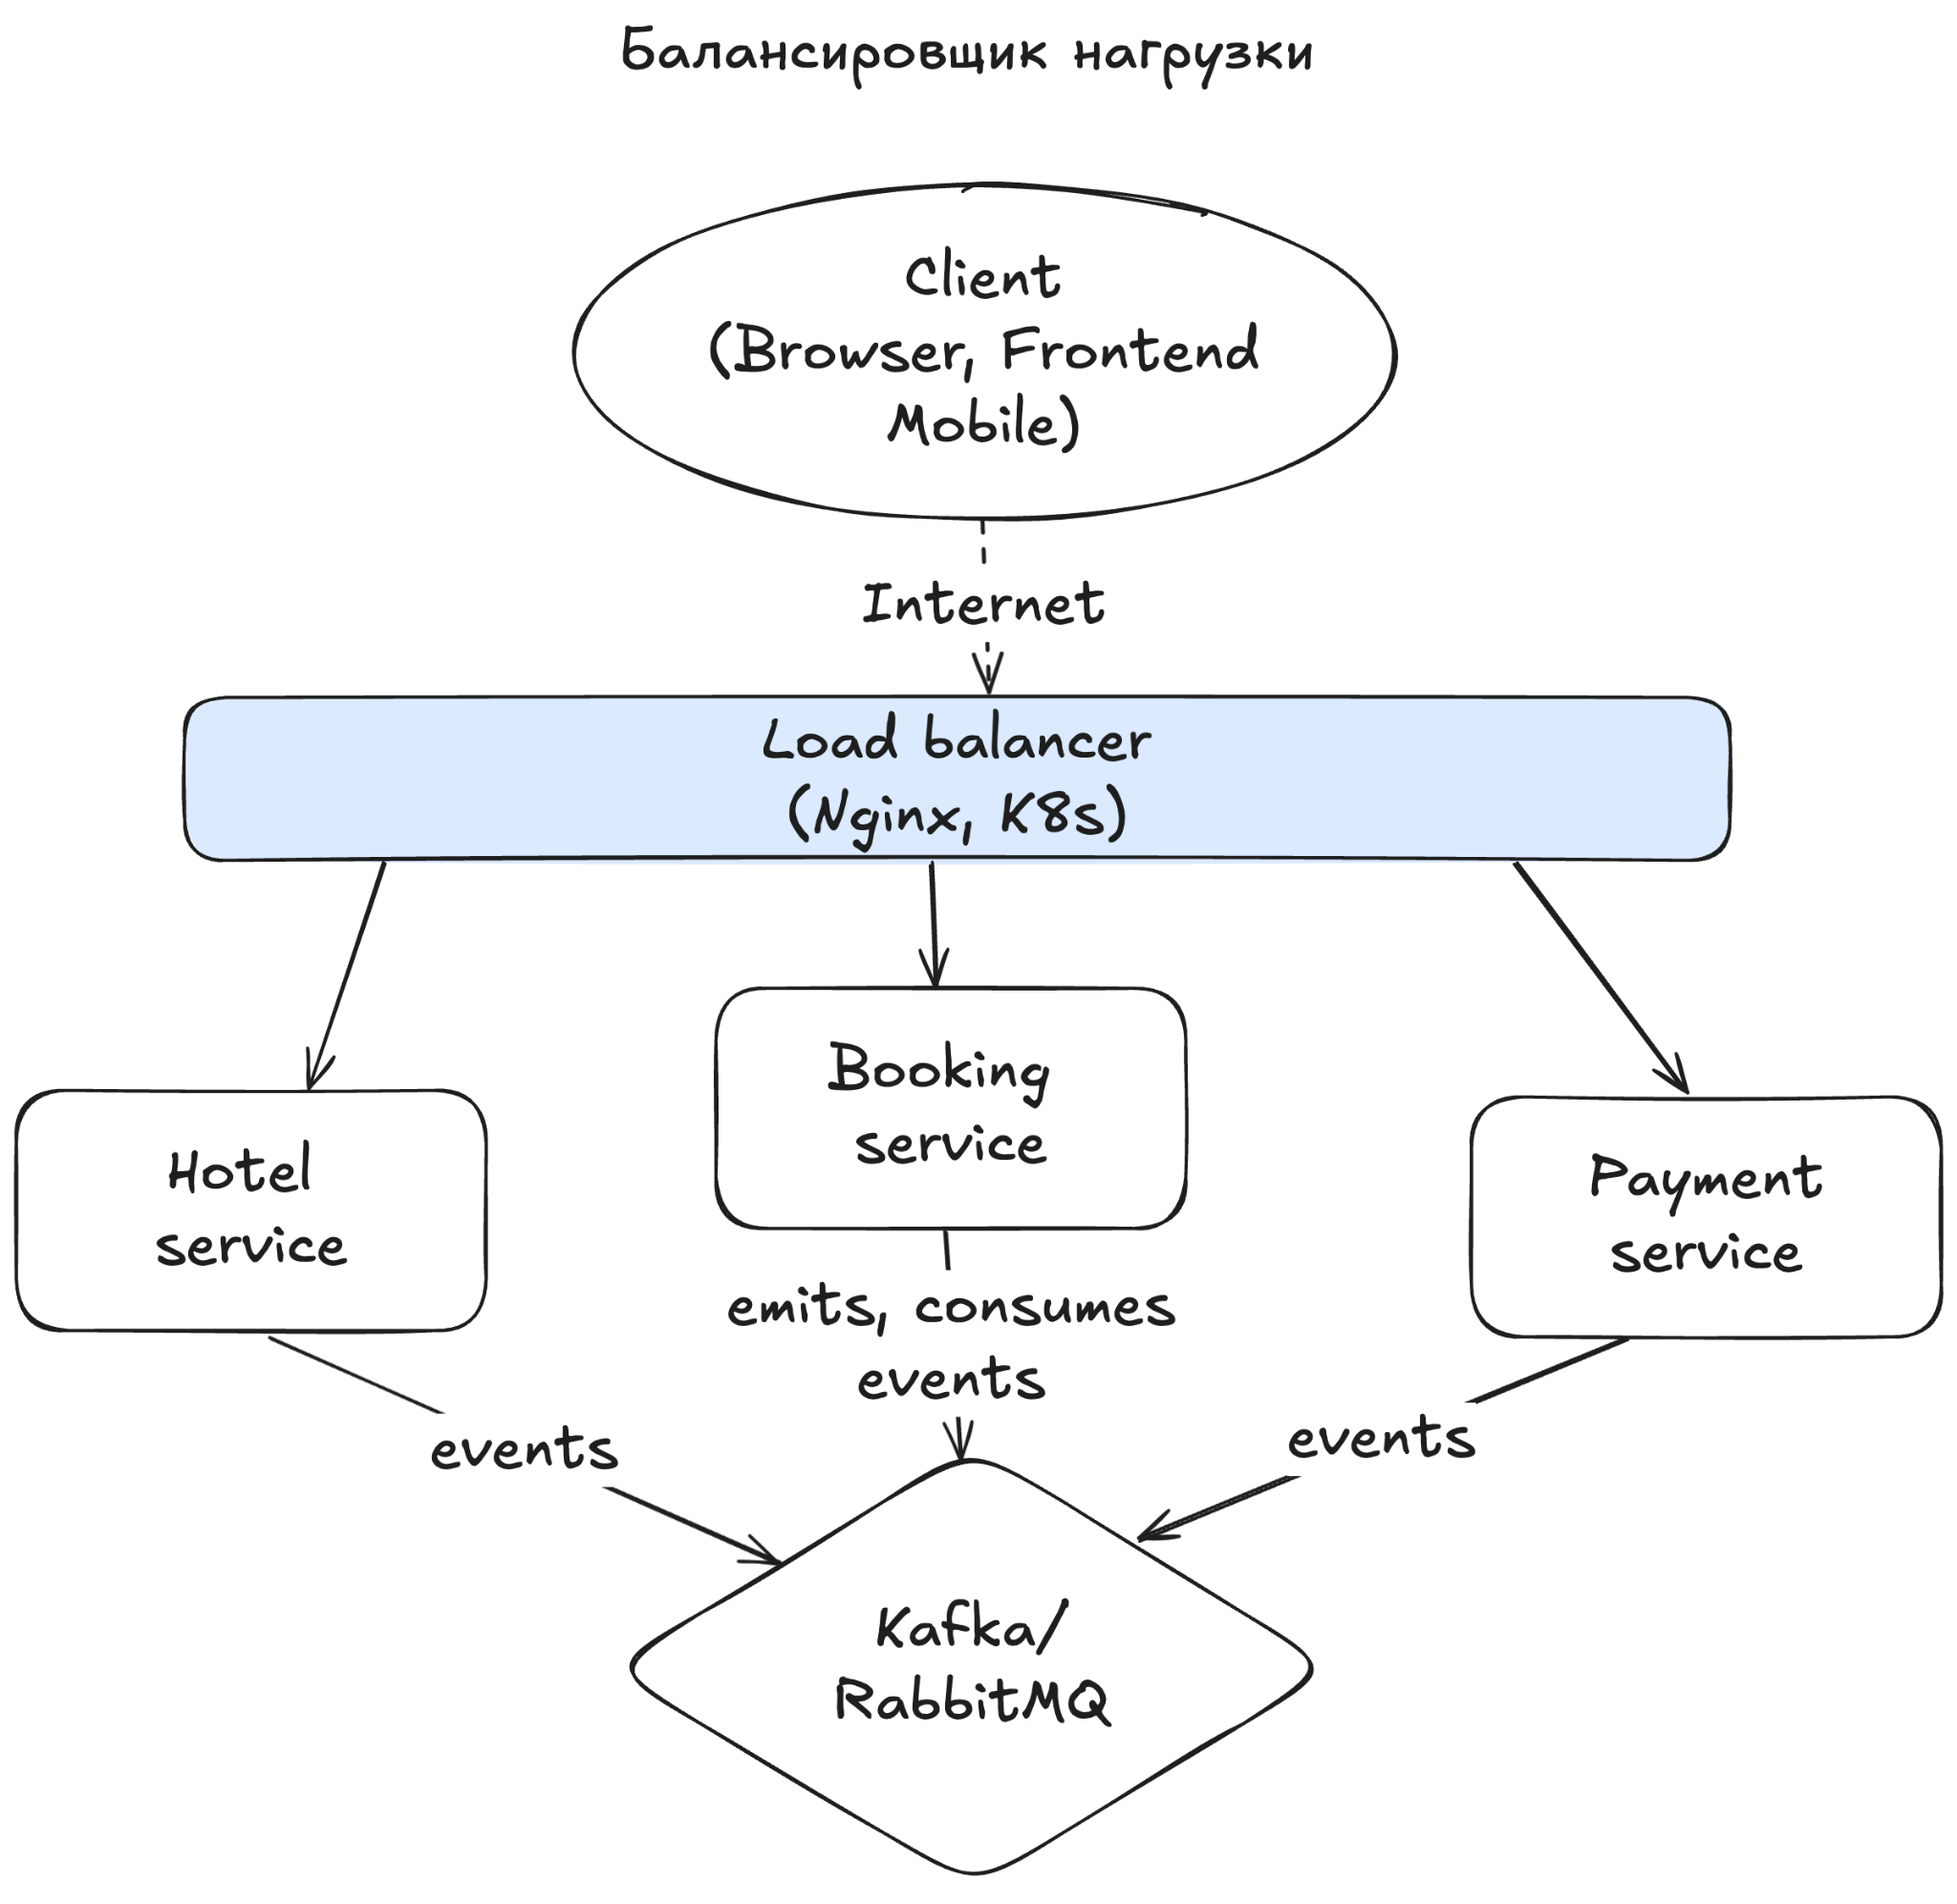 Балансировщик нагрузки
Client
(Browser, Frontend
Mobile)
Internet
Load balancer
(Nginx, K8s)
Hotel
service
Booking
service
Payment
service
emits, consumes
events
events
events
Kafka/
RabbitMQ